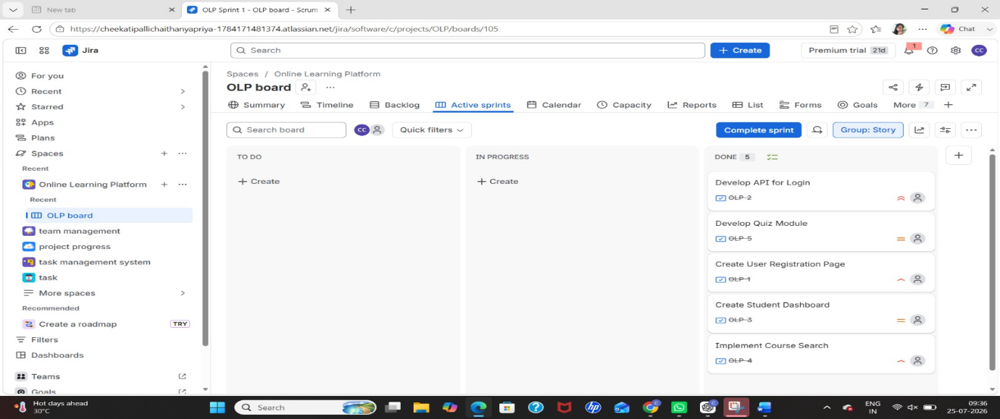 New tab
OLP Sprint 1 - OLP board - Scrum
https://cheekatipallichaithanyapriya-1784171481374.atlassian.net/jira/software/c/projects/OLP/boards/105
Chat
Jira
Search
Create
Premium trial 21d
1
CC
For you
Recent
Starred
Apps
Plans
Spaces
Recent
Online Learning Platform
Recent
OLP board
team management
project progress
task management system
task
More spaces
Recommended
Create a roadmap TRY
Filters
Dashboards
Teams
Goals
Spaces / Online Learning Platform
OLP board
Summary Timeline Backlog Active sprints Calendar Capacity Reports List Forms Goals More 7
Search board
CC
Quick filters
Complete sprint
Group: Story
TO DO
Create
IN PROGRESS
Create
DONE 5
Develop API for Login
OLP-2
Develop Quiz Module
OLP-5
Create User Registration Page
OLP-1
Create Student Dashboard
OLP-3
Implement Course Search
OLP-4
Hot days ahead
30°C
Search
hp
ENG
IN
09:36
25-07-2026